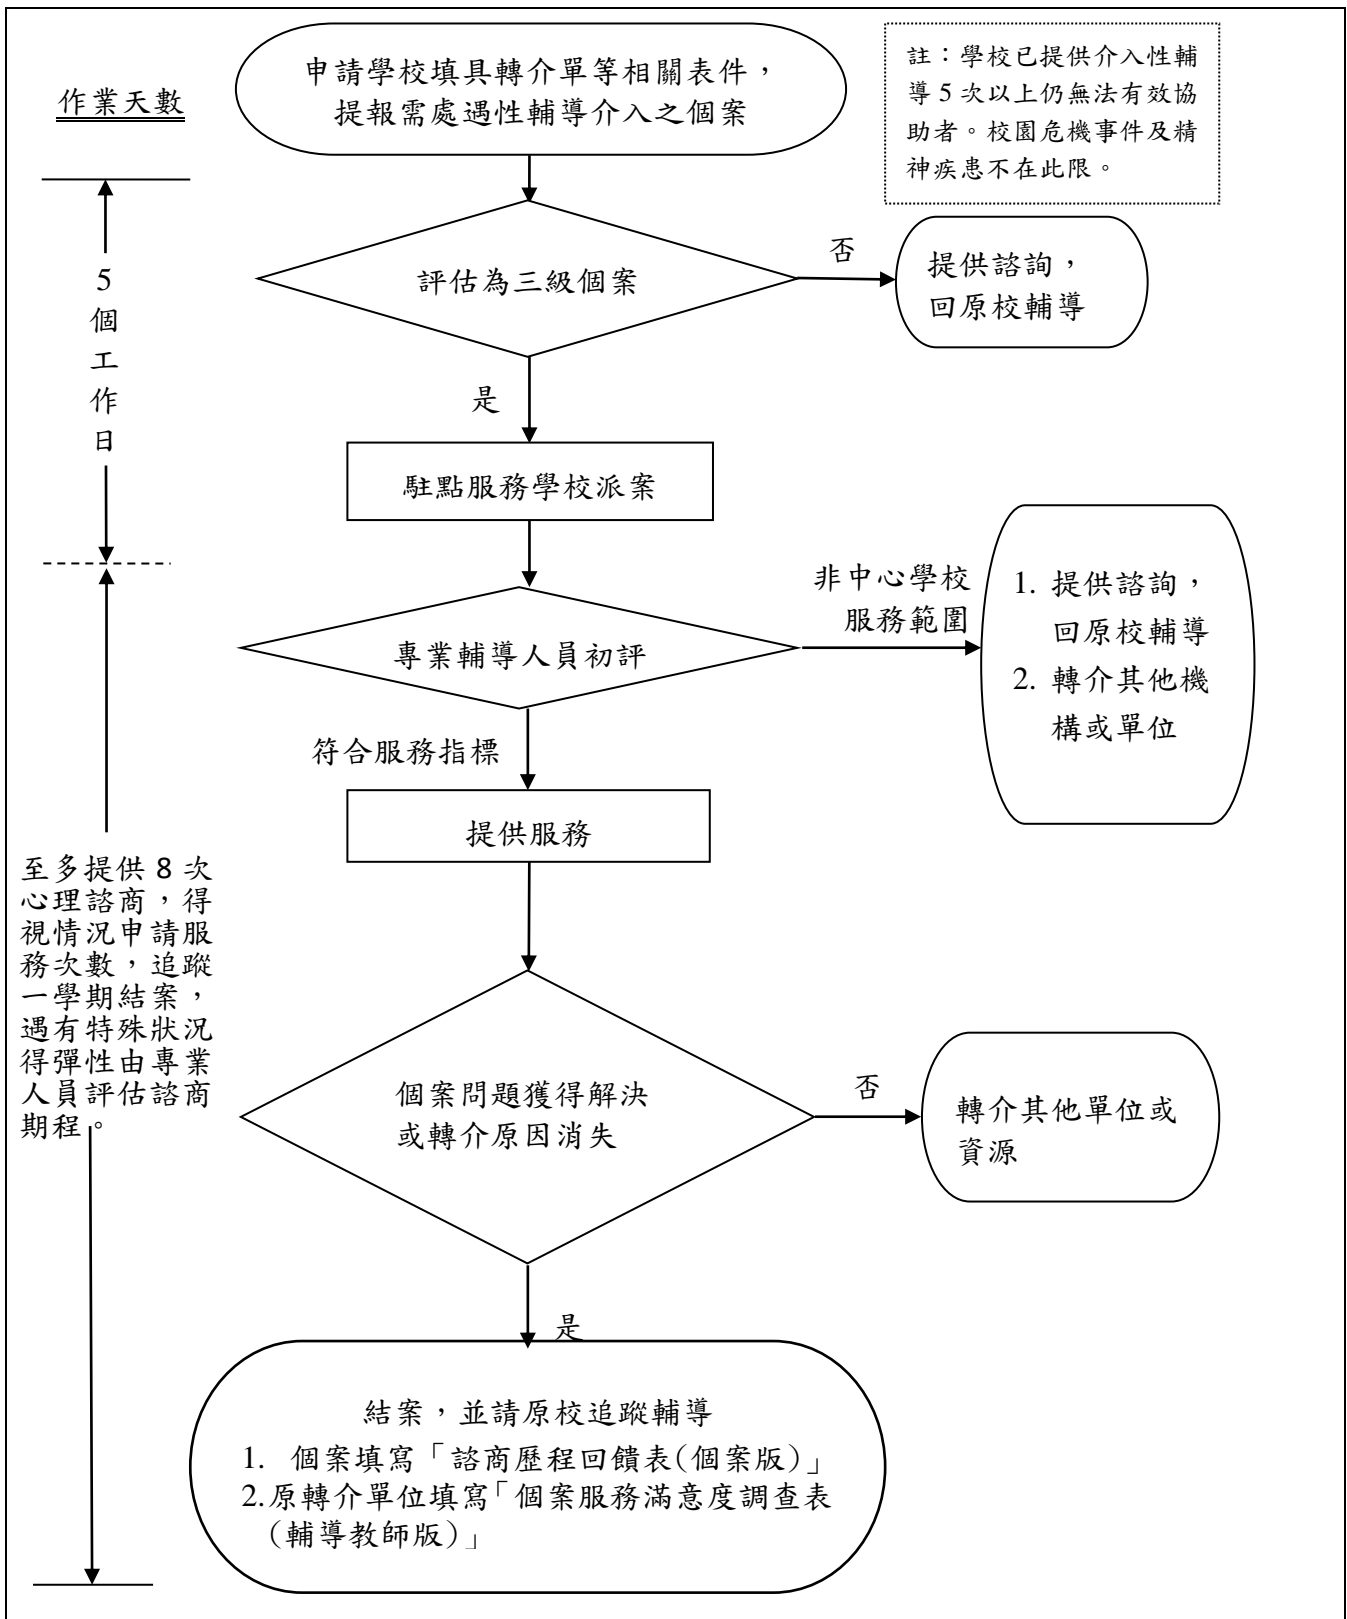 作業天數
申請學校填具轉介單等相關表件，
提報需處遇性輔導介入之個案
註：學校已提供介入性輔
導 5 次以上仍無法有效協
助者。校園危機事件及精
神疾患不在此限。
5
個
工
作
日
評估為三級個案
否
提供諮詢，
回原校輔導
是
駐點服務學校派案
專業輔導人員初評
非中心學校
服務範圍
1. 提供諮詢，
回原校輔導
2. 轉介其他機
構或單位
符合服務指標
提供服務
至多提供 8 次
心理諮商，得
視情況申請服
務次數，追蹤
一學期結案，
遇有特殊狀況
得彈性由專業
人員評估諮商
期程。
個案問題獲得解決
或轉介原因消失
否
轉介其他單位或
資源
是
結案，並請原校追蹤輔導
1. 個案填寫「諮商歷程回饋表(個案版)」
2.原轉介單位填寫「個案服務滿意度調查表
(輔導教師版)」